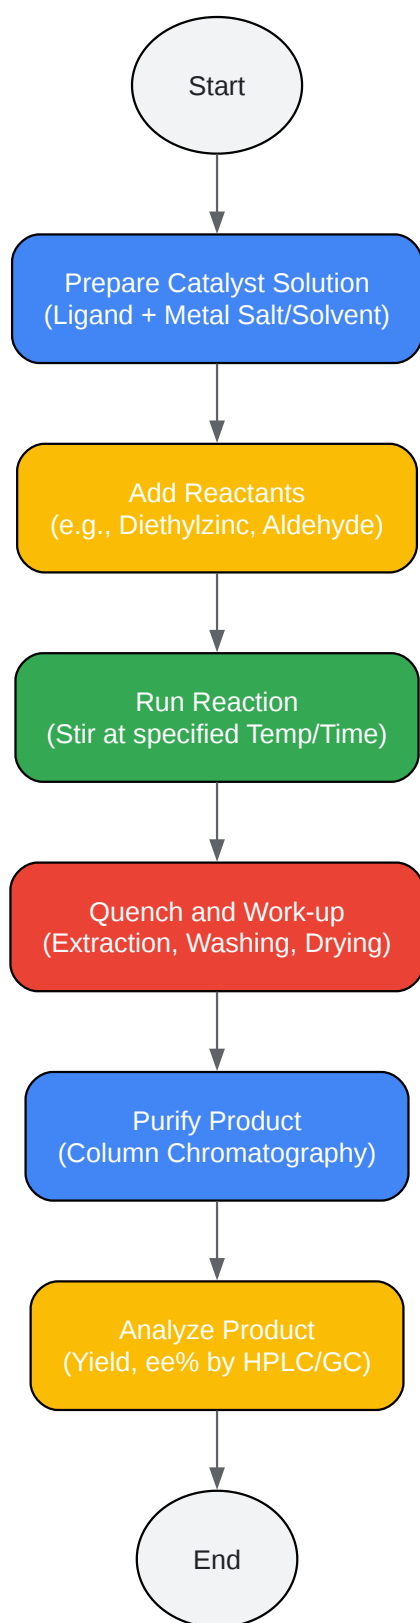 Start
Prepare Catalyst Solution
(Ligand + Metal Salt/Solvent)
Add Reactants
(e.g., Diethylzinc, Aldehyde)
Run Reaction
(Stir at specified Temp/Time)
Quench and Work-up
(Extraction, Washing, Drying)
Purify Product
(Column Chromatography)
Analyze Product
(Yield, ee% by HPLC/GC)
End